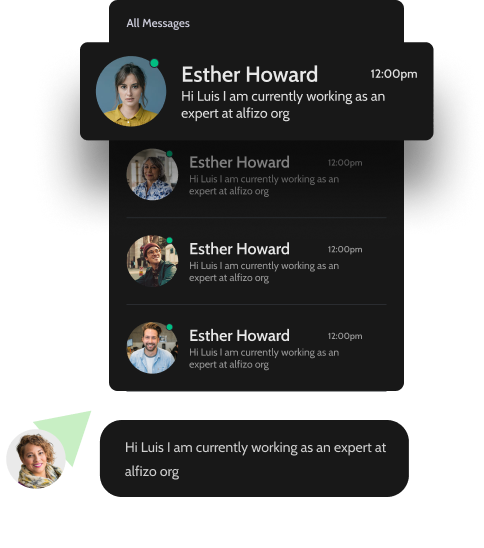 All Messages
Esther Howard 12:00pm
Hi Luis I am currently working as an
expert at alfizo org
Esther Howard 12:00pm
Hi Luis I am currently working as an
expert at alfizo org
Esther Howard 12:00pm
Hi Luis I am currently working as an
expert at alfizo org
Esther Howard 12:00pm
Hi Luis I am currently working as an
expert at alfizo org
Hi Luis I am currently working as an expert at
alfizo org